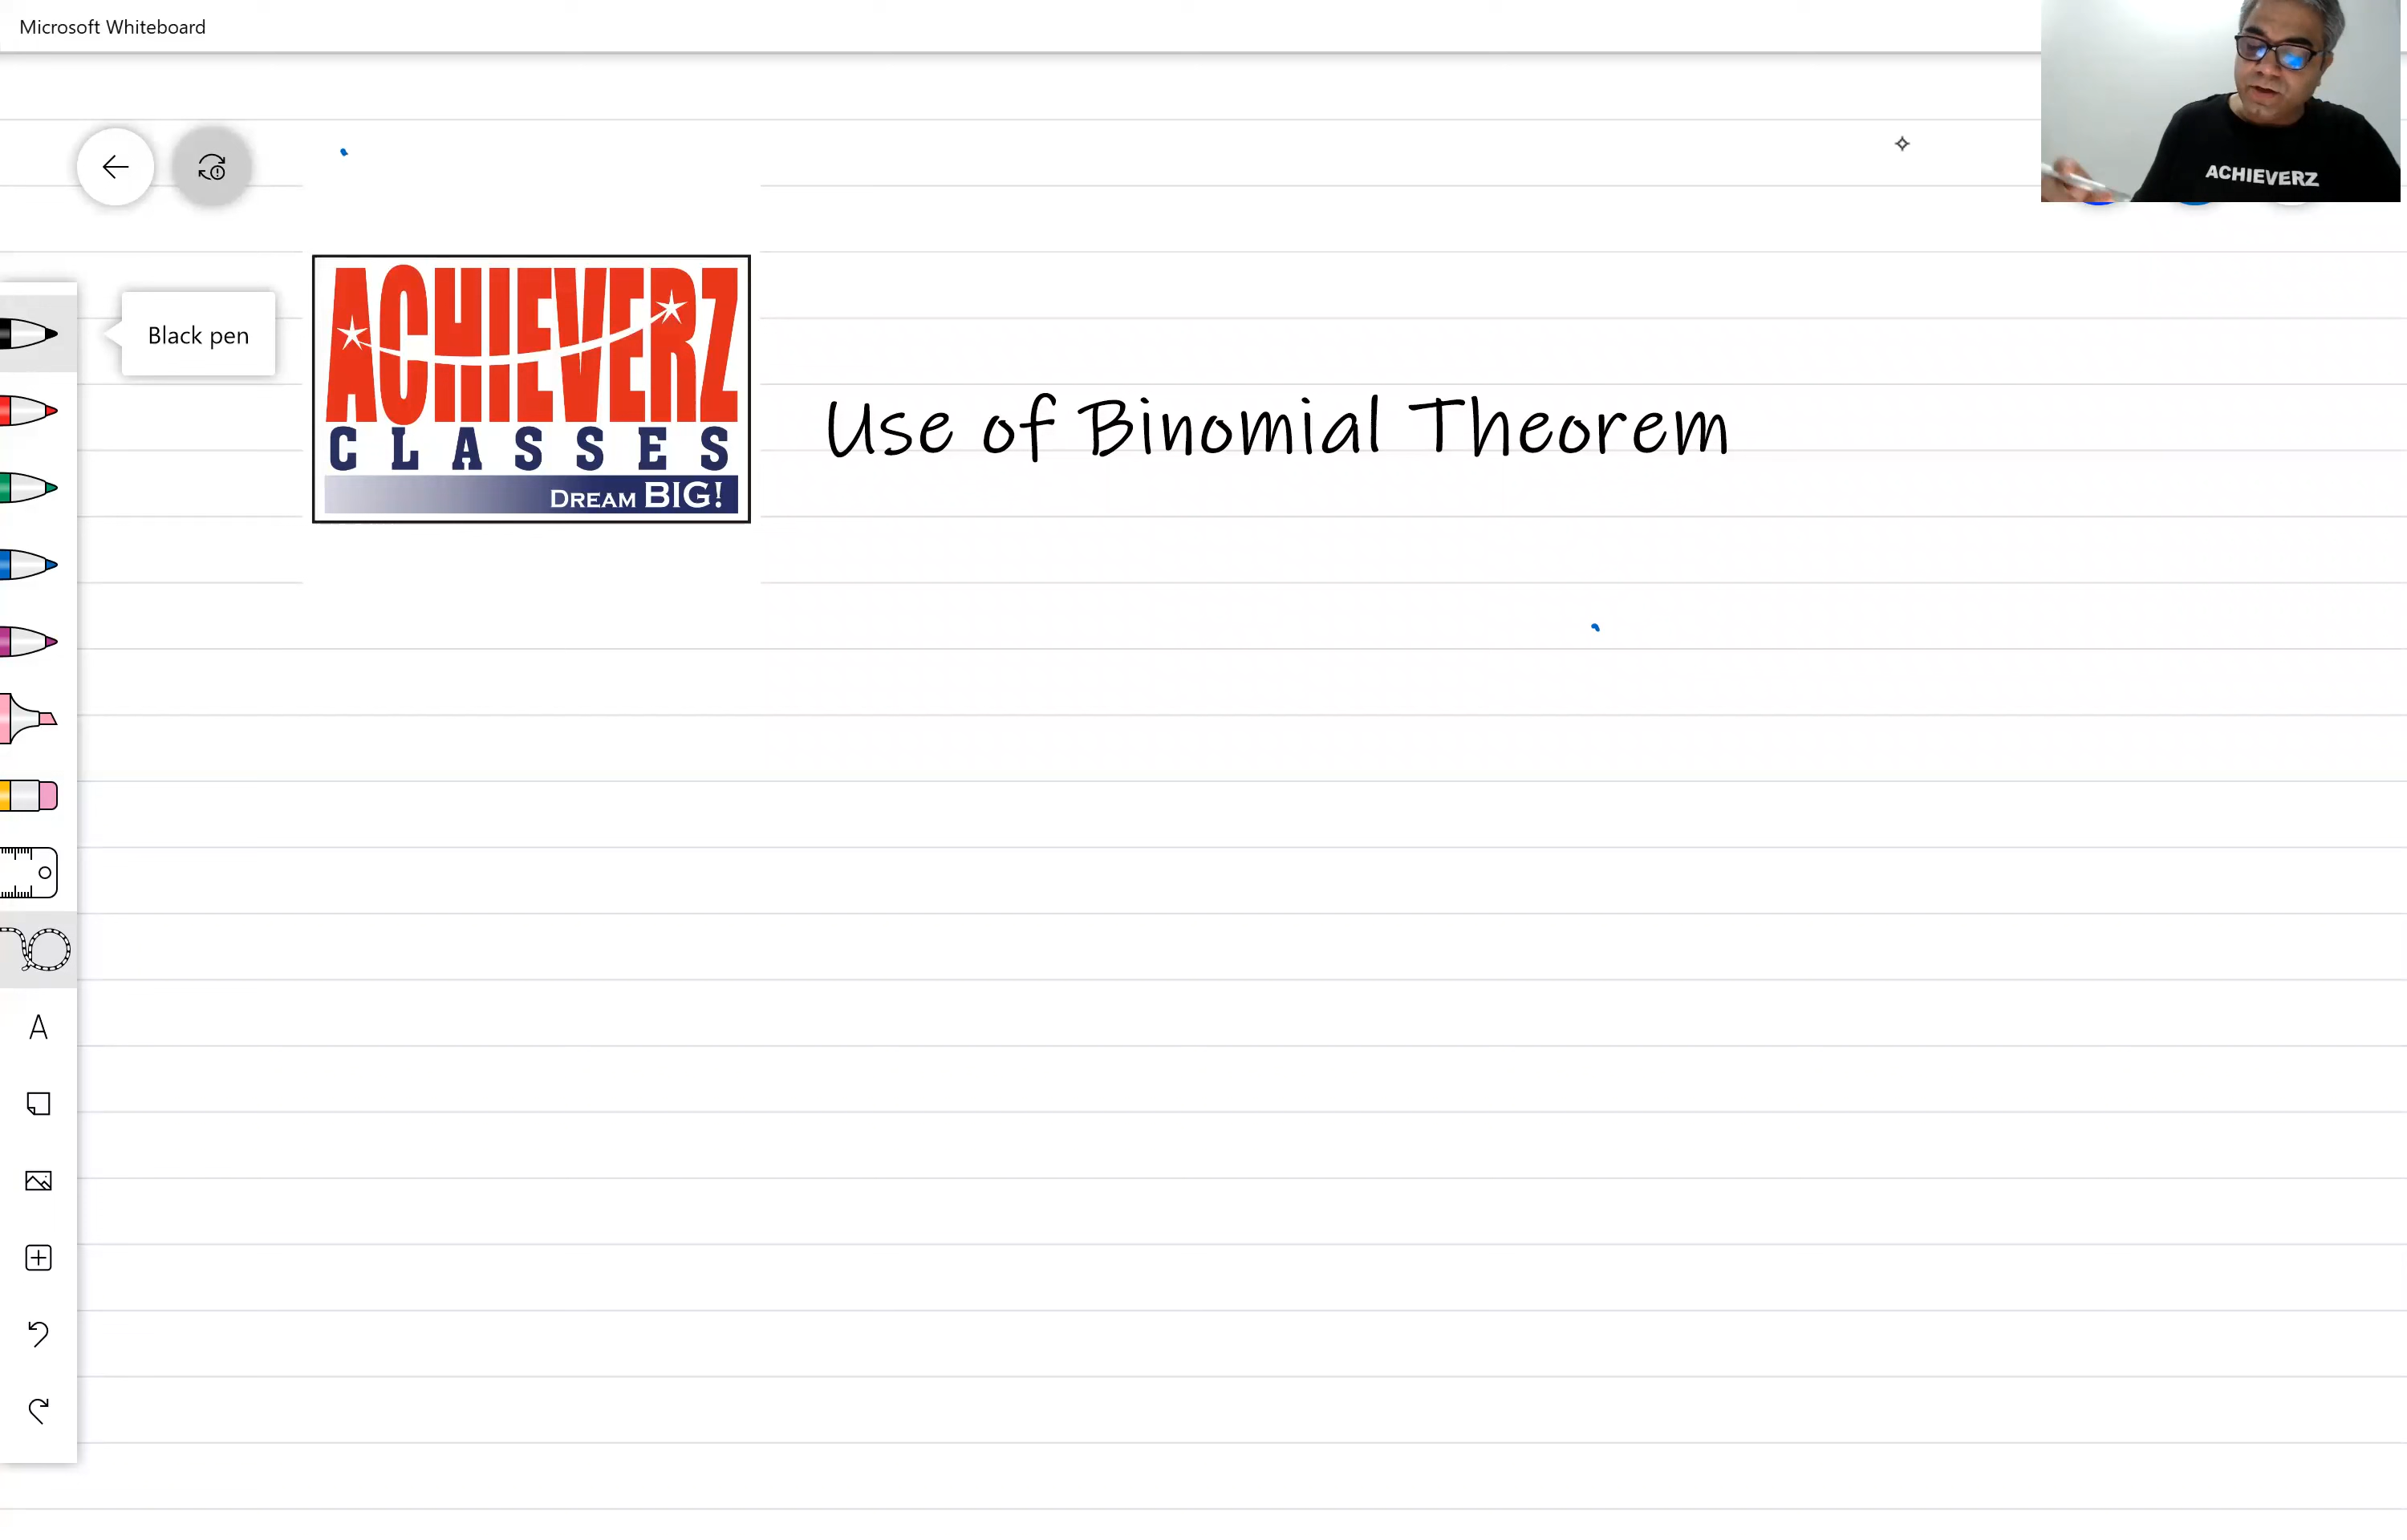 Microsoft Whiteboard
ACHIEVERZ
Black pen
ACHIEVERZ
CLASSES
DREAM BIG!
Use of Binomial Theorem
A